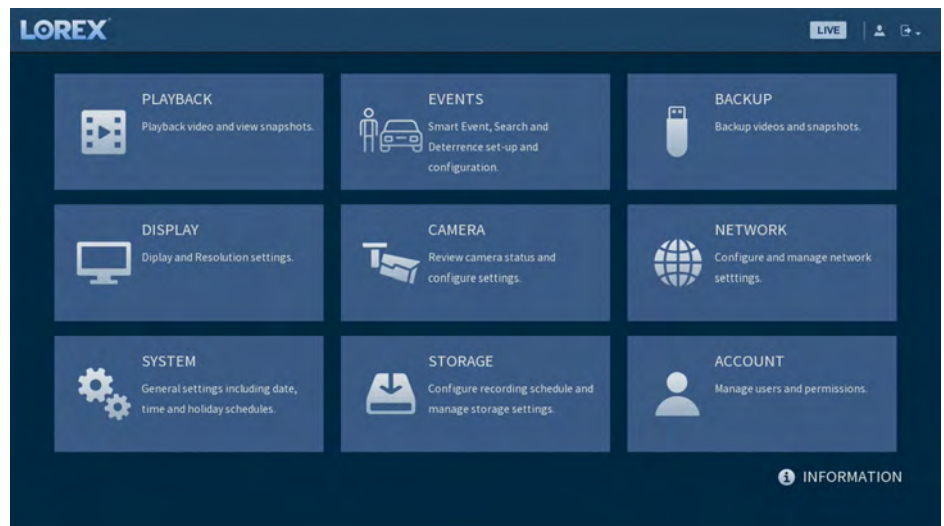 LOREX
LIVE
PLAYBACK
Playback video and view snapshots.
EVENTS
Smart Event, Search and
Deterrence set-up and
configuration.
BACKUP
Backup videos and snapshots.
DISPLAY
Diplay and Resolution settings.
CAMERA
Review camera status and
configure settings.
NETWORK
Configure and manage network
setttings.
SYSTEM
General settings including date,
time and holiday schedules.
STORAGE
Configure recording schedule and
manage storage settings.
ACCOUNT
Manage users and permissions.
INFORMATION